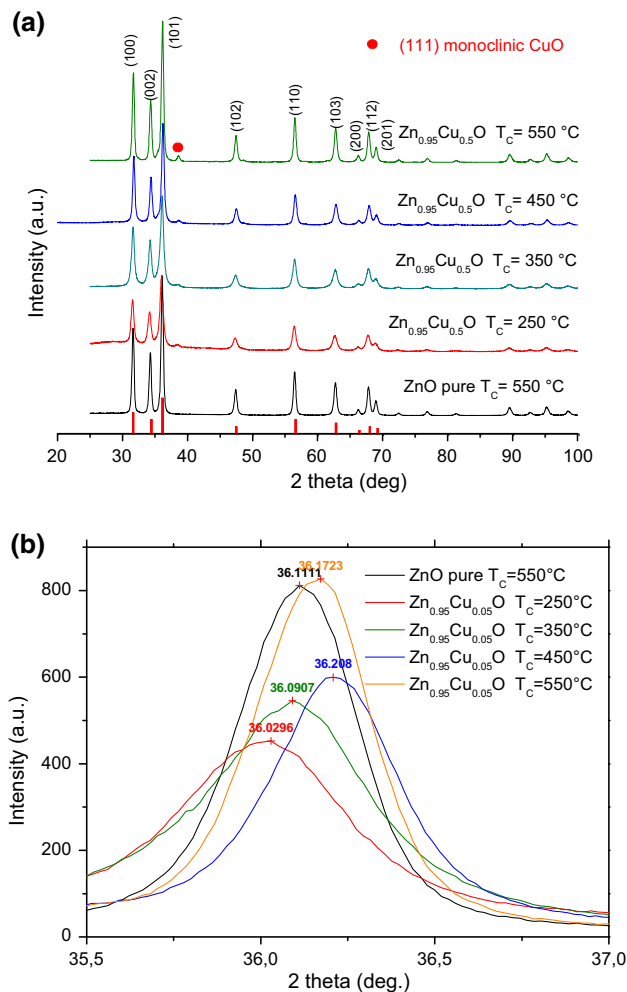 (a)
(111) monoclinic CuO
(100)
(002)
(101)
(102)
(110)
(103)
(200)
(112)
(201)
Zn0.95Cu0.5O TC= 550 °C
Zn0.95Cu0.5O TC= 450 °C
Zn0.95Cu0.5O TC= 350 °C
Zn0.95Cu0.5O TC= 250 °C
ZnO pure TC= 550 °C
Intensity (a.u.)
20 30 40 50 60 70 80 90 100
2 theta (deg)
(b)
36.1723
36.1111
36.208
36.0907
36.0296
ZnO pure TC=550°C
Zn0.95Cu0.05O TC=250°C
Zn0.95Cu0.05O TC=350°C
Zn0.95Cu0.05O TC=450°C
Zn0.95Cu0.05O TC=550°C
800
600
400
200
0
Intensity (a.u.)
35,5 36,0 36,5 37,0
2 theta (deg.)